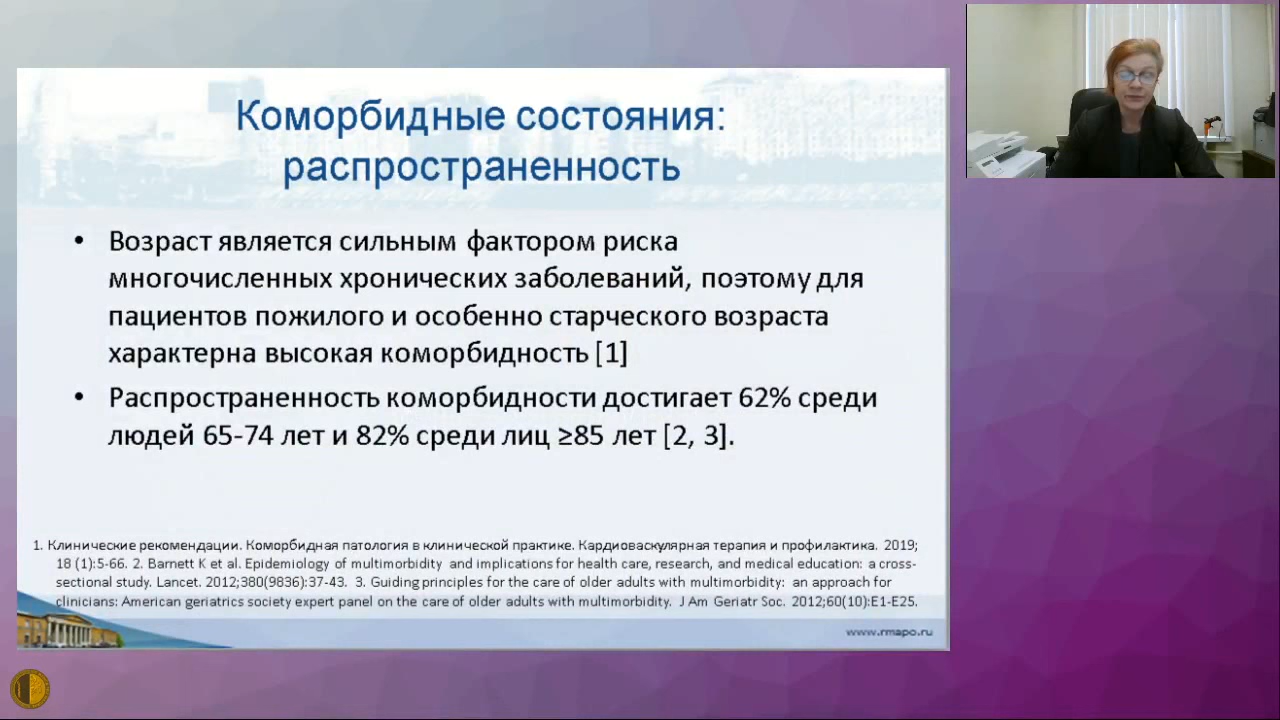 Коморбидные состояния:
распространенность
• Возраст является сильным фактором риска
многочисленных хронических заболеваний, поэтому для
пациентов пожилого и особенно старческого возраста
характерна высокая коморбидность [1]
• Распространенность коморбидности достигает 62% среди
людей 65-74 лет и 82% среди лиц ≥85 лет [2, 3].
1. Клинические рекомендации. Коморбидная патология в клинической практике. Кардиоваскулярная терапия и профилактика. 2019;
18 (1):5-66. 2. Barnett K et al. Epidemiology of multimorbidity and implications for health care, research, and medical education: a cross-
sectional study. Lancet. 2012;380(9836):37-43. 3. Guiding principles for the care of older adults with multimorbidity: an approach for
clinicians: American geriatrics society expert panel on the care of older adults with multimorbidity. J Am Geriatr Soc. 2012;60(10):E1-E25.
www.rmapo.ru